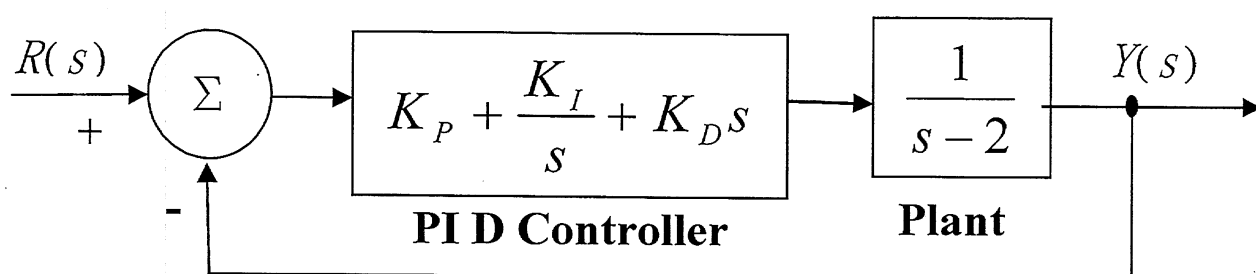 R(s)
+
-
Σ
K_P + K_I/s + K_D s
PI D Controller
1/(s-2)
Plant
Y(s)